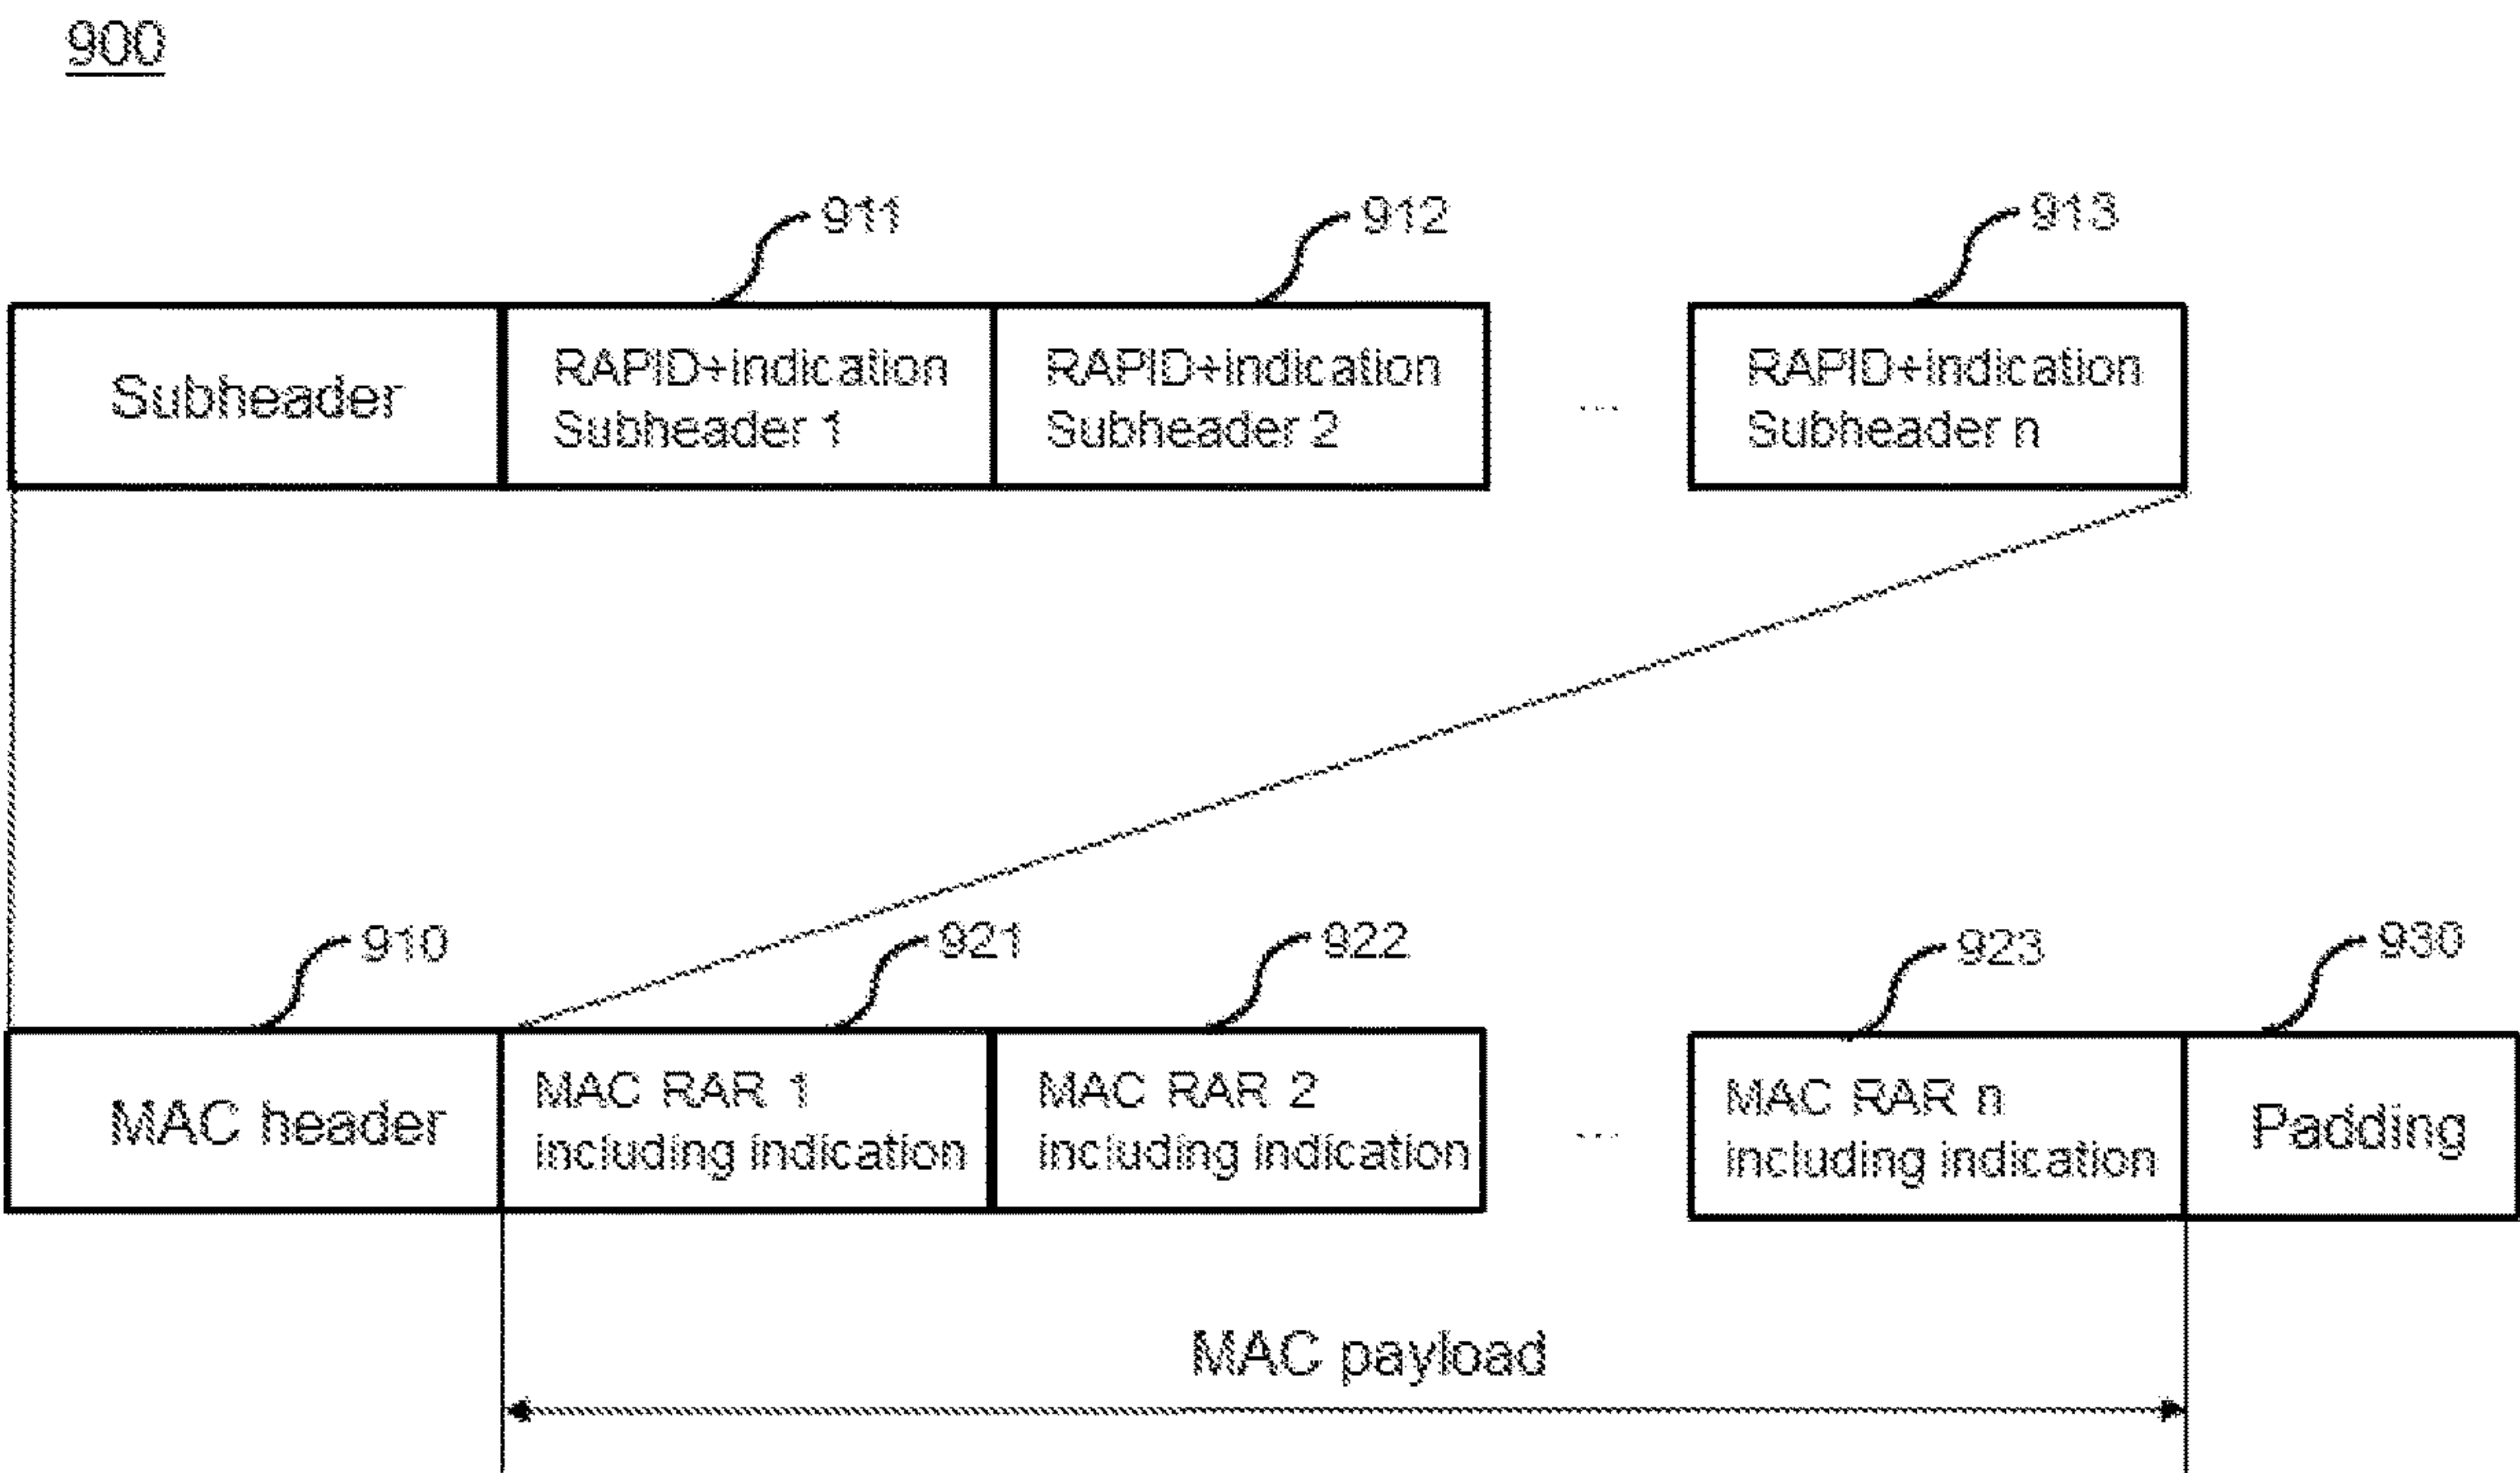 900
911
912
913
Subheader
RAPID+indication
Subheader 1
RAPID+indication
Subheader 2
...
RAPID+indication
Subheader n
910
921
922
923
930
MAC header
MAC RAR 1
including indication
MAC RAR 2
including indication
...
MAC RAR n
including indication
Padding
MAC payload